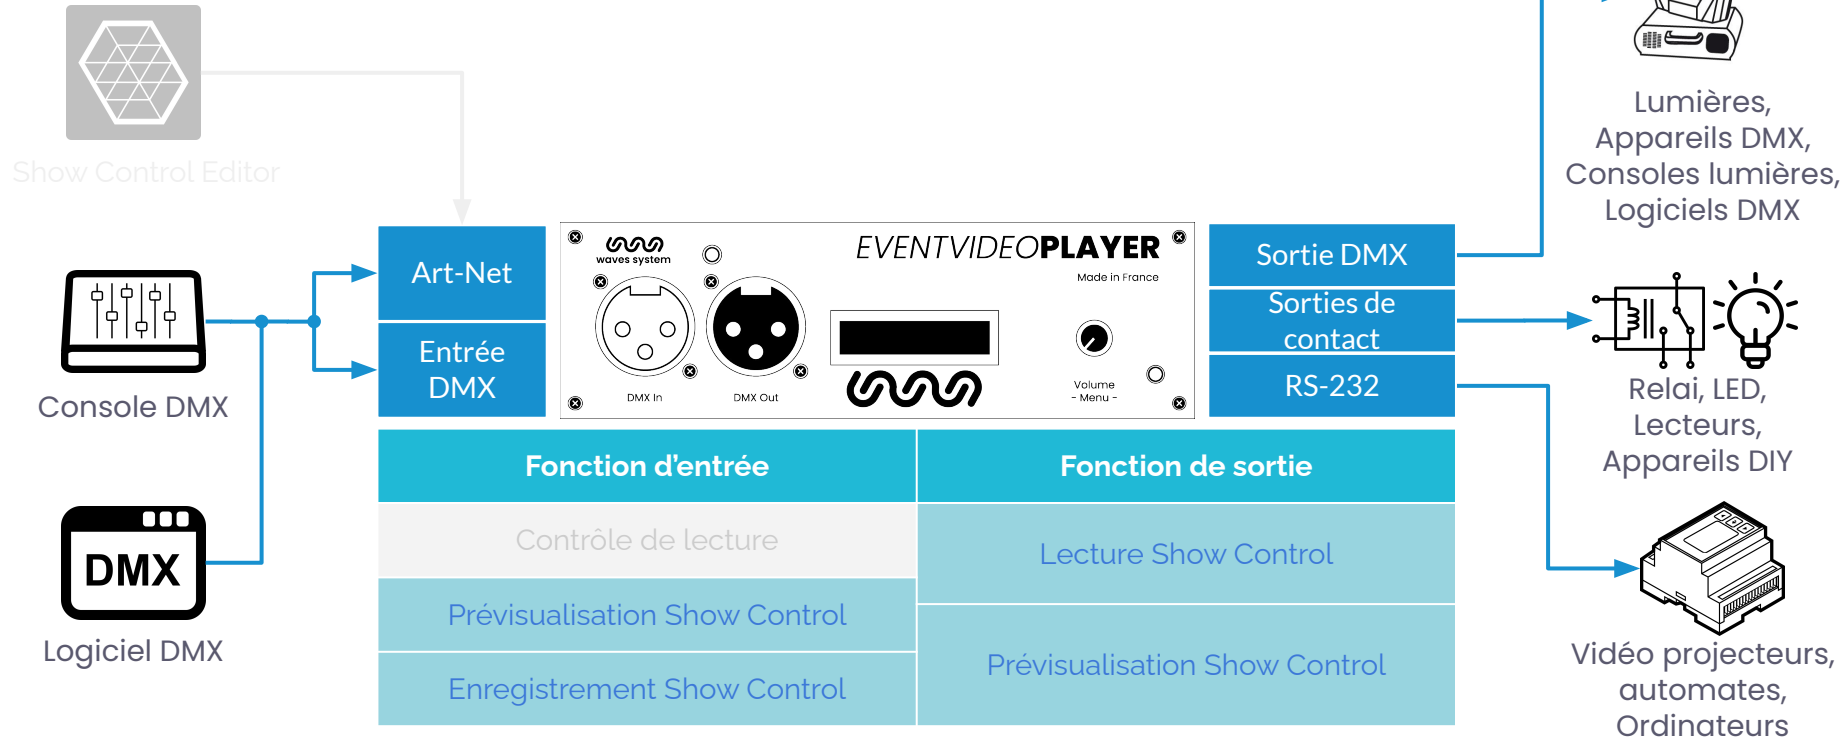 Show Control Editor
Console DMX
DMX
Logiciel DMX
Art-Net
Entrée
DMX
waves system
EVENTVIDEOPLAYER
Made in France
DMX In
DMX Out
Volume
- Menu -
Sortie DMX
Sorties de
contact
RS-232
Fonction d'entrée
Contrôle de lecture
Prévisualisation Show Control
Enregistrement Show Control
Fonction de sortie
Lecture Show Control
Prévisualisation Show Control
Lumières,
Appareils DMX,
Consoles lumières,
Logiciels DMX
Relai, LED,
Lecteurs,
Appareils DIY
Vidéo projecteurs,
automates,
Ordinateurs